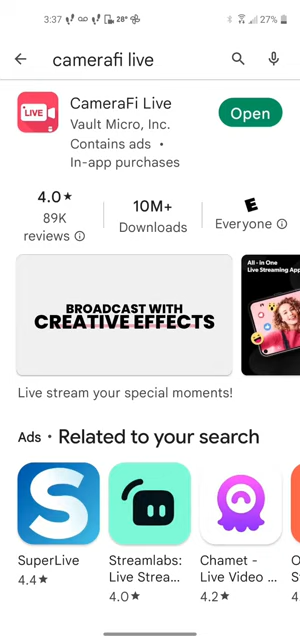 3:37 28° 27%
camerafi live
LIVE
CameraFi Live
Vault Micro, Inc.
Contains ads •
In-app purchases
Open
4.0★
89K
reviews
10M+
Downloads
E
Everyone
BROADCAST WITH
CREATIVE EFFECTS
All - in One
Live Streaming App
Live stream your special moments!
Ads • Related to your search
S
SuperLive
4.4★
Streamlabs:
Live Strea...
4.0★
Chamet -
Live Video ...
4.2★
O
S
4